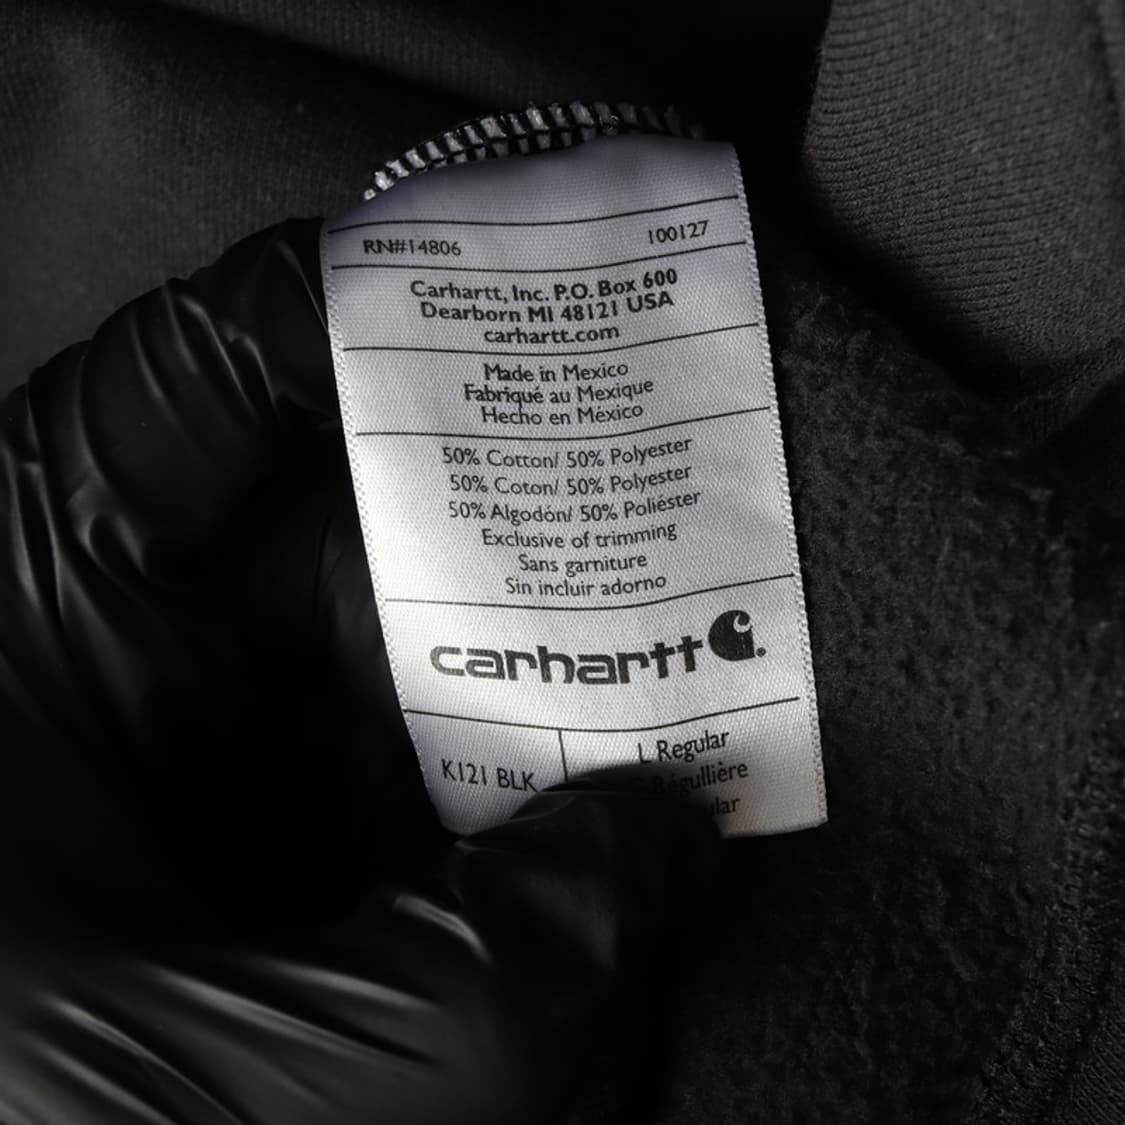 RN#14806 100127
Carhartt, Inc. P.O. Box 600
Dearborn MI 48121 USA
carhartt.com
Made in Mexico
Fabriqué au Mexique
Hecho en México
50% Cotton/ 50% Polyester
50% Coton/ 50% Polyester
50% Algodón/ 50% Poliéster
Exclusive of trimming
Sans garniture
Sin incluir adorno
carhartt
K121 BLK
L Regular
Régullière